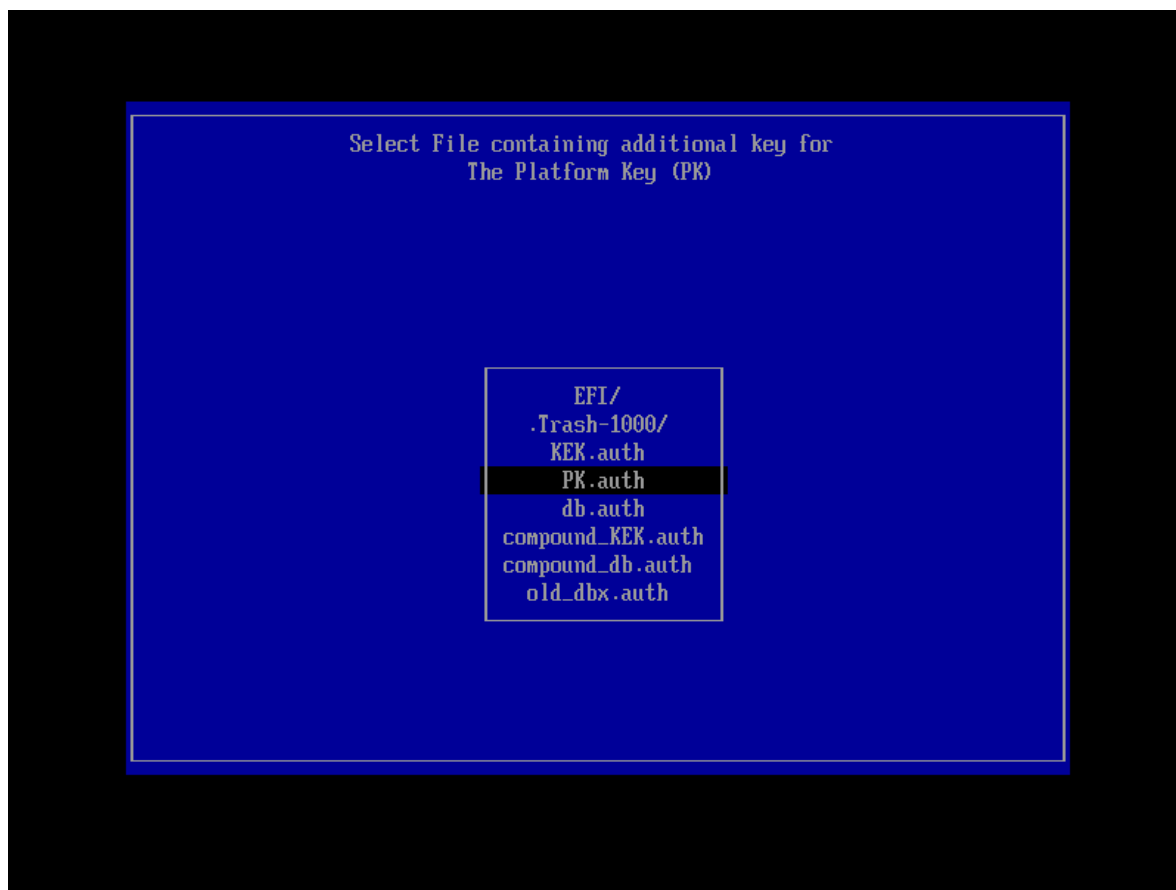 Select File containing additional key for
The Platform Key (PK)
EFI/
.Trash-1000/
KEK.auth
PK.auth
db.auth
compound_KEK.auth
compound_db.auth
old_dbx.auth